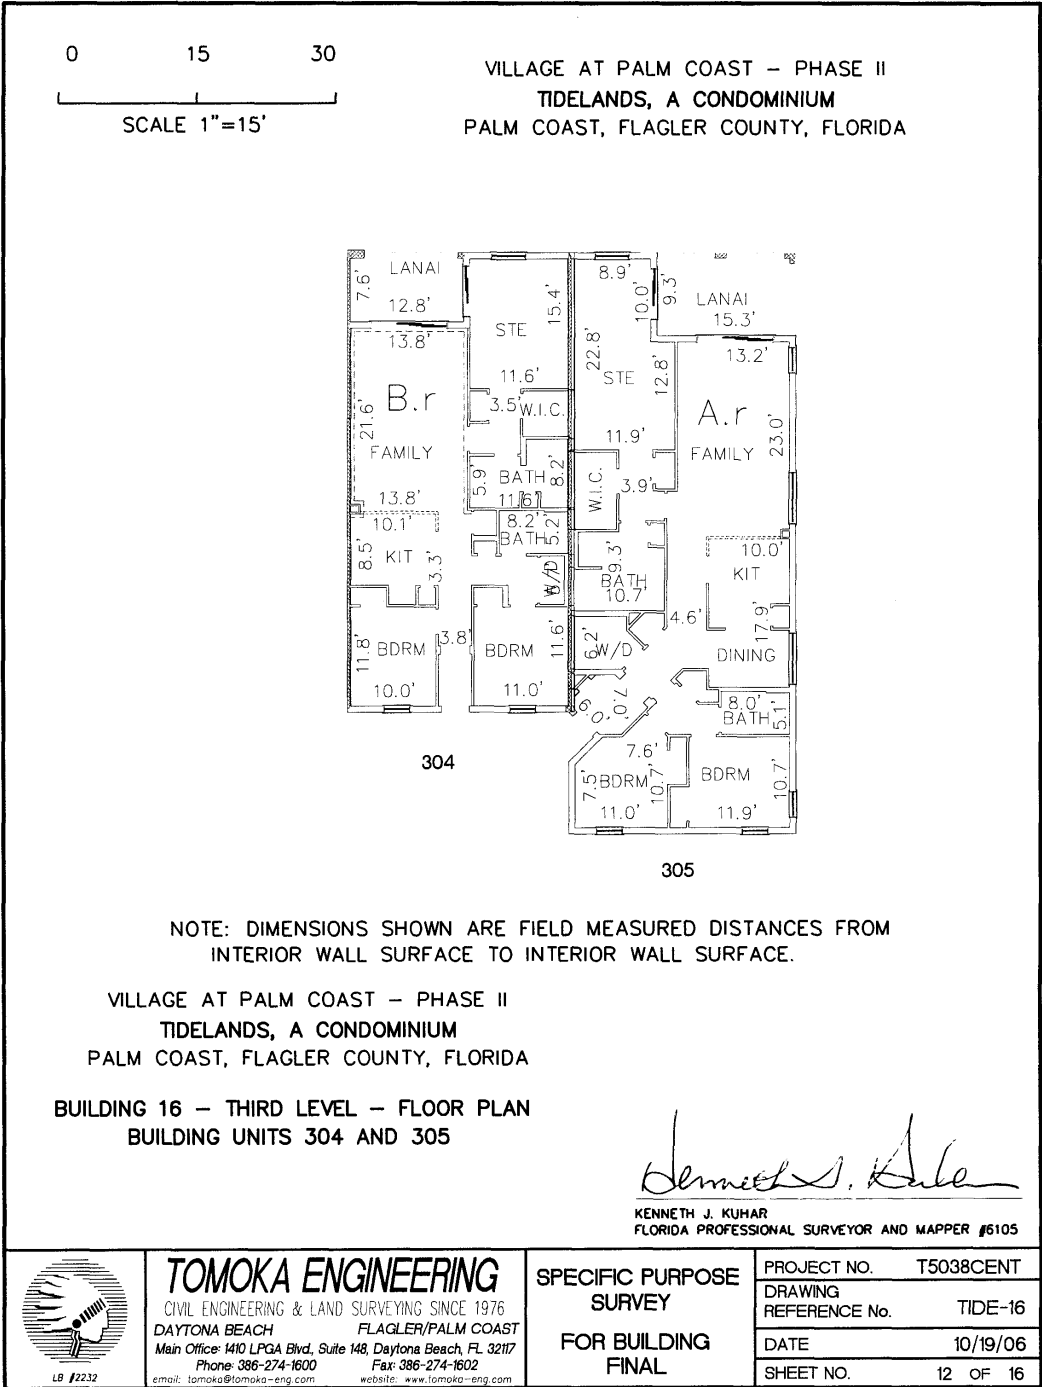 0 15 30
SCALE 1"=15'
VILLAGE AT PALM COAST – PHASE II
TIDELANDS, A CONDOMINIUM
PALM COAST, FLAGLER COUNTY, FLORIDA
LANAI
7.6'
12.8'
13.8'
B.r
21.6'
FAMILY
13.8'
10.1'
8.5'
KIT
3.3'
11.8'
BDRM
10.0'
3.8'
STE
15.4'
11.6'
3.5'
W.I.C.
5.9'
BATH
8.2'
11.6'
8.2'
BATH
5.2'
W/D
BDRM
11.6'
11.0'
304
8.9'
10.0'
9.3'
LANAI
15.3'
22.8'
STE
12.8'
11.9'
13.2'
A.r
FAMILY
23.0'
W.I.C.
3.9'
9.3'
BATH
10.7'
10.0'
KIT
4.6'
17.9'
DINING
6.2'
W/D
6.0'
7.0'
8.0'
BATH
5.1'
7.6'
7.5'
BDRM
10.7'
11.0'
BDRM
10.7'
11.9'
305
NOTE: DIMENSIONS SHOWN ARE FIELD MEASURED DISTANCES FROM
INTERIOR WALL SURFACE TO INTERIOR WALL SURFACE.
VILLAGE AT PALM COAST – PHASE II
TIDELANDS, A CONDOMINIUM
PALM COAST, FLAGLER COUNTY, FLORIDA
BUILDING 16 – THIRD LEVEL – FLOOR PLAN
BUILDING UNITS 304 AND 305
KENNETH J. KUHAR
FLORIDA PROFESSIONAL SURVEYOR AND MAPPER #6105
LB #2232
TOMOKA ENGINEERING
CIVIL ENGINEERING & LAND SURVEYING SINCE 1976
DAYTONA BEACH FLAGLER/PALM COAST
Main Office: 1410 LPGA Blvd., Suite 148, Daytona Beach, FL 32117
Phone: 386-274-1600 Fax: 386-274-1602
email: tomoka@tomoka-eng.com website: www.tomoka-eng.com
SPECIFIC PURPOSE
SURVEY
FOR BUILDING
FINAL
PROJECT NO. T5038CENT
DRAWING
REFERENCE No. TIDE-16
DATE 10/19/06
SHEET NO. 12 OF 16